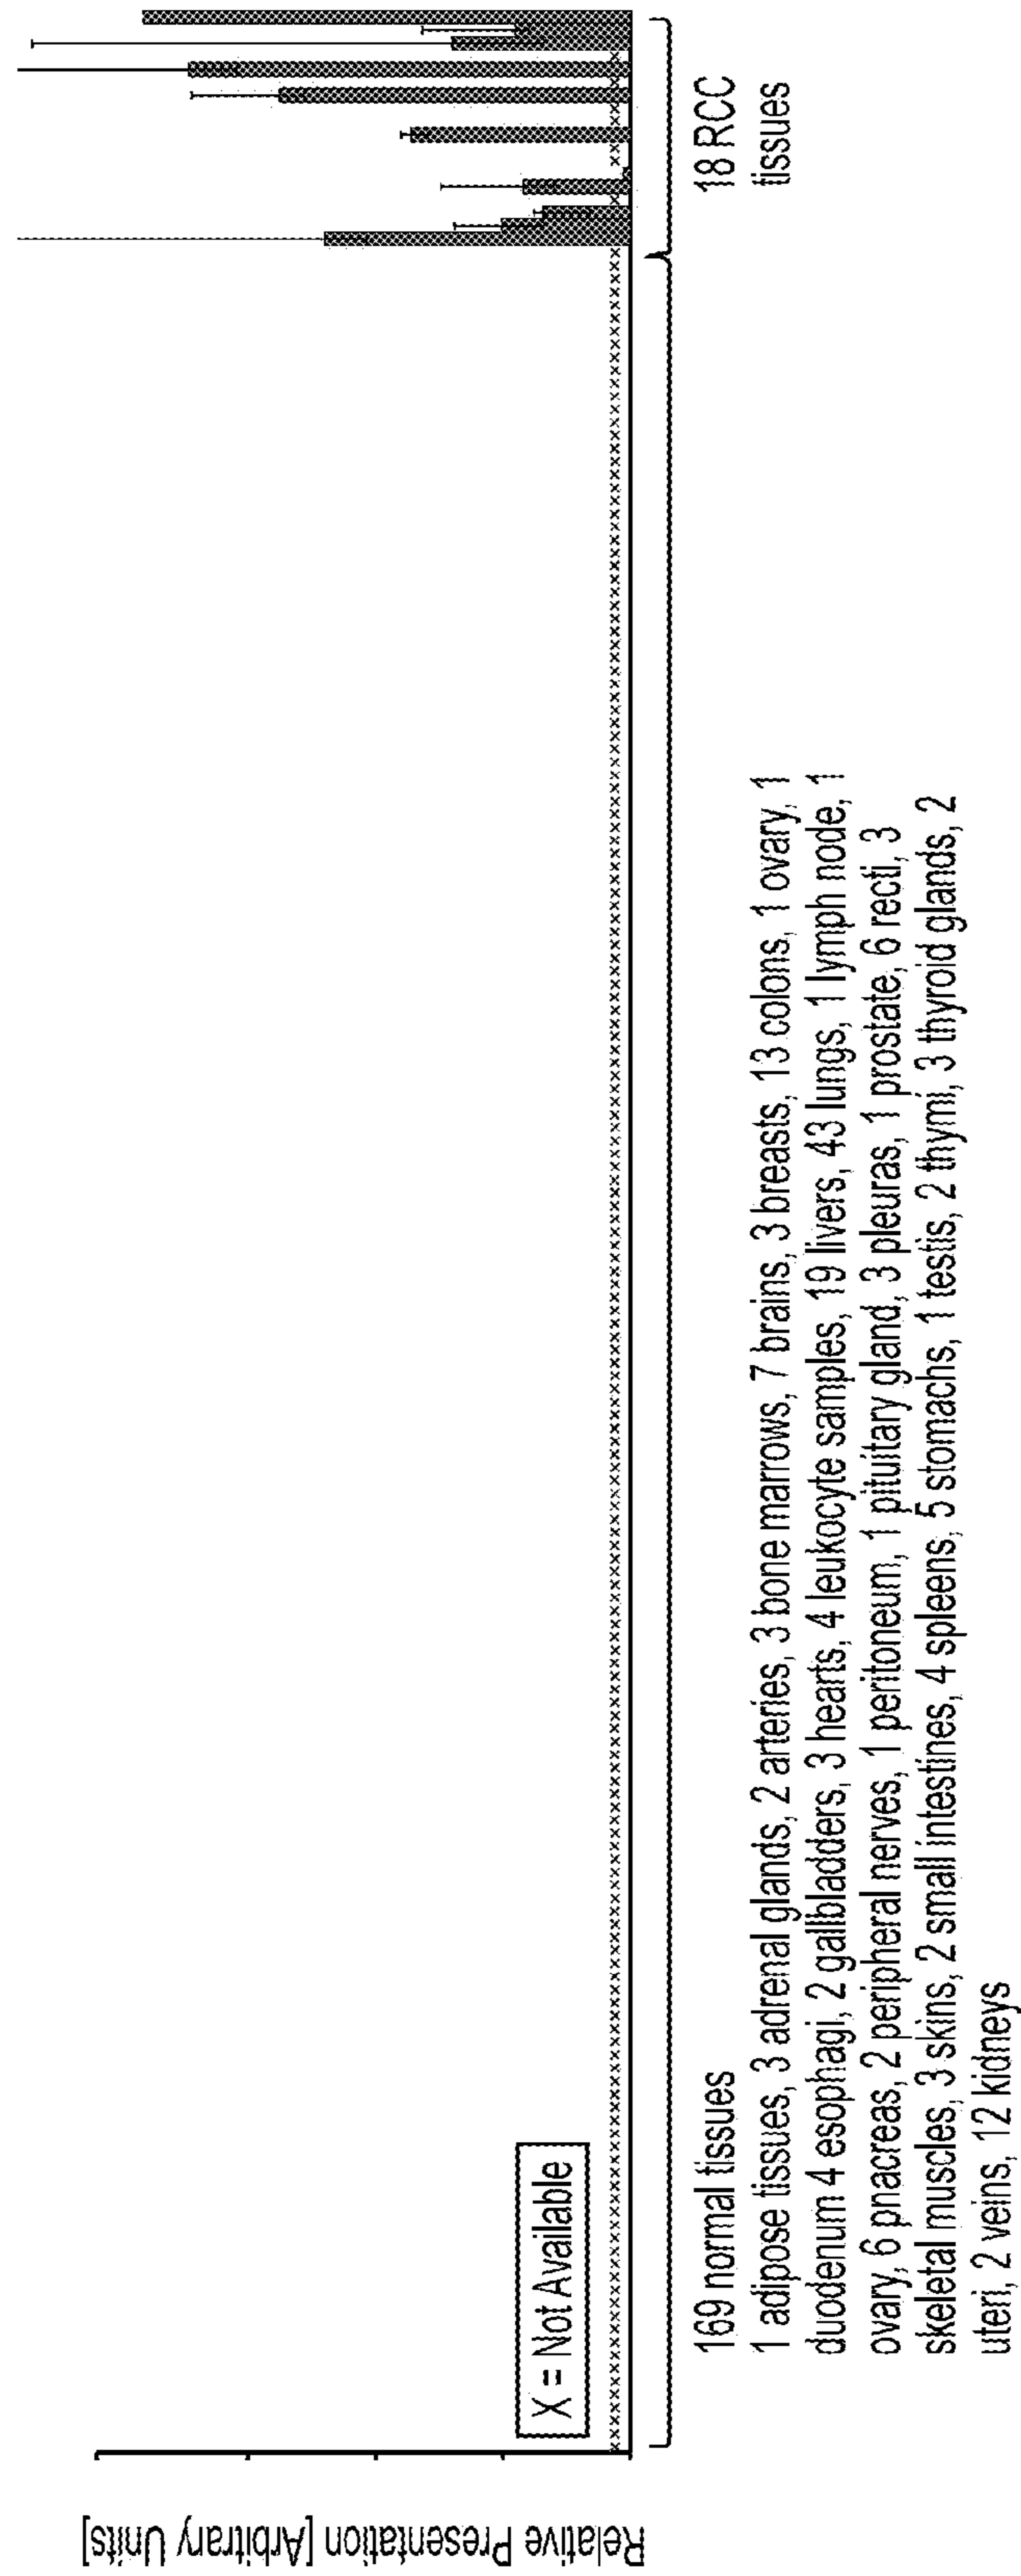 Relative Presentation [Arbitrary Units]
X = Not Available
169 normal tissues
1 adipose tissues, 3 adrenal glands, 2 arteries, 3 bone marrows, 7 brains, 3 breasts, 13 colons, 1 ovary, 1
duodenum 4 esophagi, 2 gallbladders, 3 hearts, 4 leukocyte samples, 19 livers, 43 lungs, 1 lymph node, 1
ovary, 6 pnacreas, 2 peripheral nerves, 1 peritoneum, 1 pituitary gland, 3 pleuras, 1 prostate, 6 recti, 3
skeletal muscles, 3 skins, 2 small intestines, 4 spleens, 5 stomachs, 1 testis, 2 thymi, 3 thyroid glands, 2
uteri, 2 veins, 12 kidneys
18 RCC
tissues